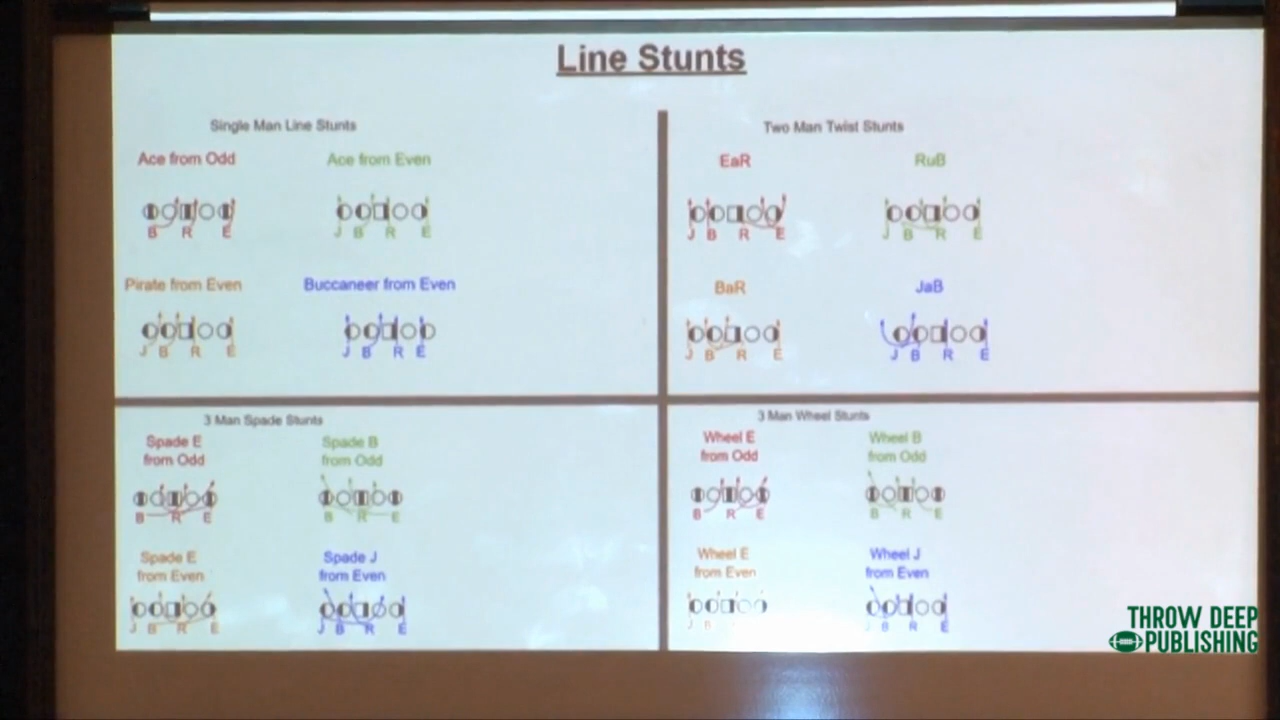 Line Stunts
Single Man Line Stunts
Ace from Odd
Ace from Even
B R E
J B R E
Pirate from Even
Buccaneer from Even
J B R E
J B R E
Two Man Twist Stunts
EaR
RuB
J B R E
J B R E
BaR
JaB
J B R E
J B R E
3 Man Spade Stunts
Spade E
from Odd
Spade B
from Odd
B R E
B R E
Spade E
from Even
Spade J
from Even
J B R E
J B R E
3 Man Wheel Stunts
Wheel E
from Odd
Wheel B
from Odd
B R E
B R E
Wheel E
from Even
Wheel J
from Even
J B
J B R E
THROW DEEP
PUBLISHING